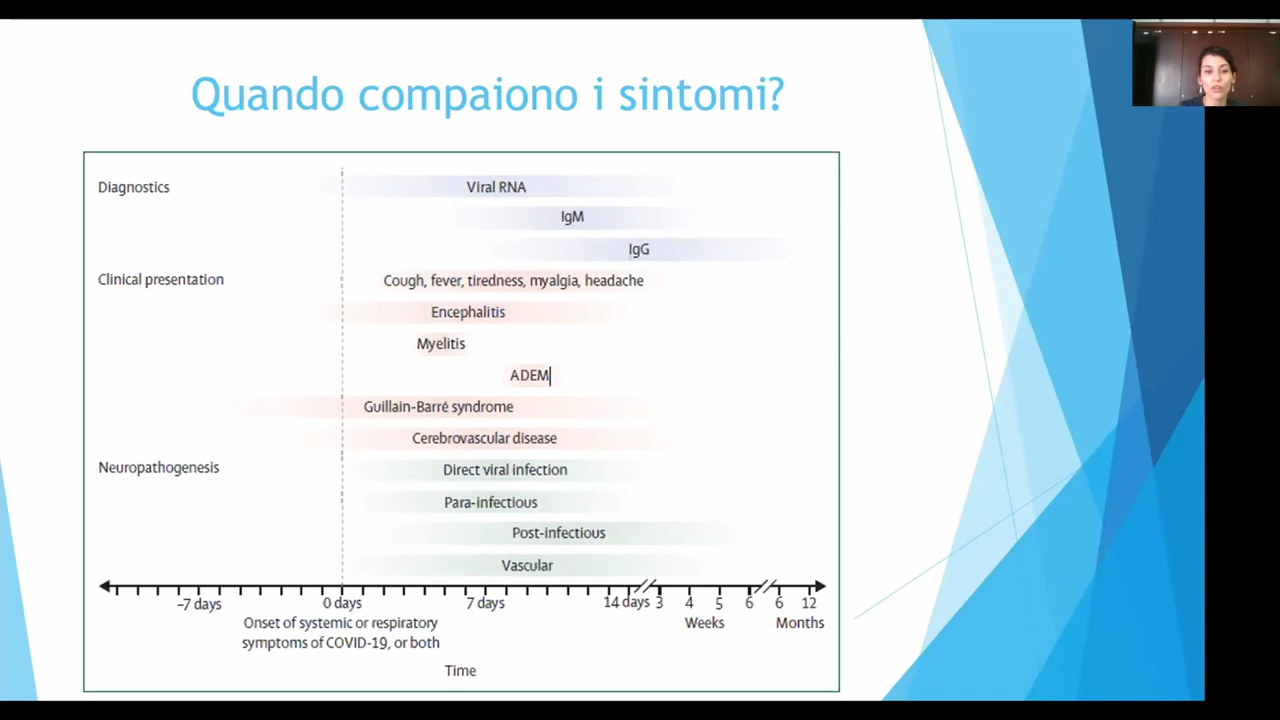 Quando compaiono i sintomi?
Diagnostics
Viral RNA
IgM
IgG
Clinical presentation
Cough, fever, tiredness, myalgia, headache
Encephalitis
Myelitis
ADEM
Guillain-Barré syndrome
Cerebrovascular disease
Neuropathogenesis
Direct viral infection
Para-infectious
Post-infectious
Vascular
–7 days 0 days 7 days 14 days 3 4 5 6 6 12
Onset of systemic or respiratory Weeks Months
symptoms of COVID-19, or both
Time